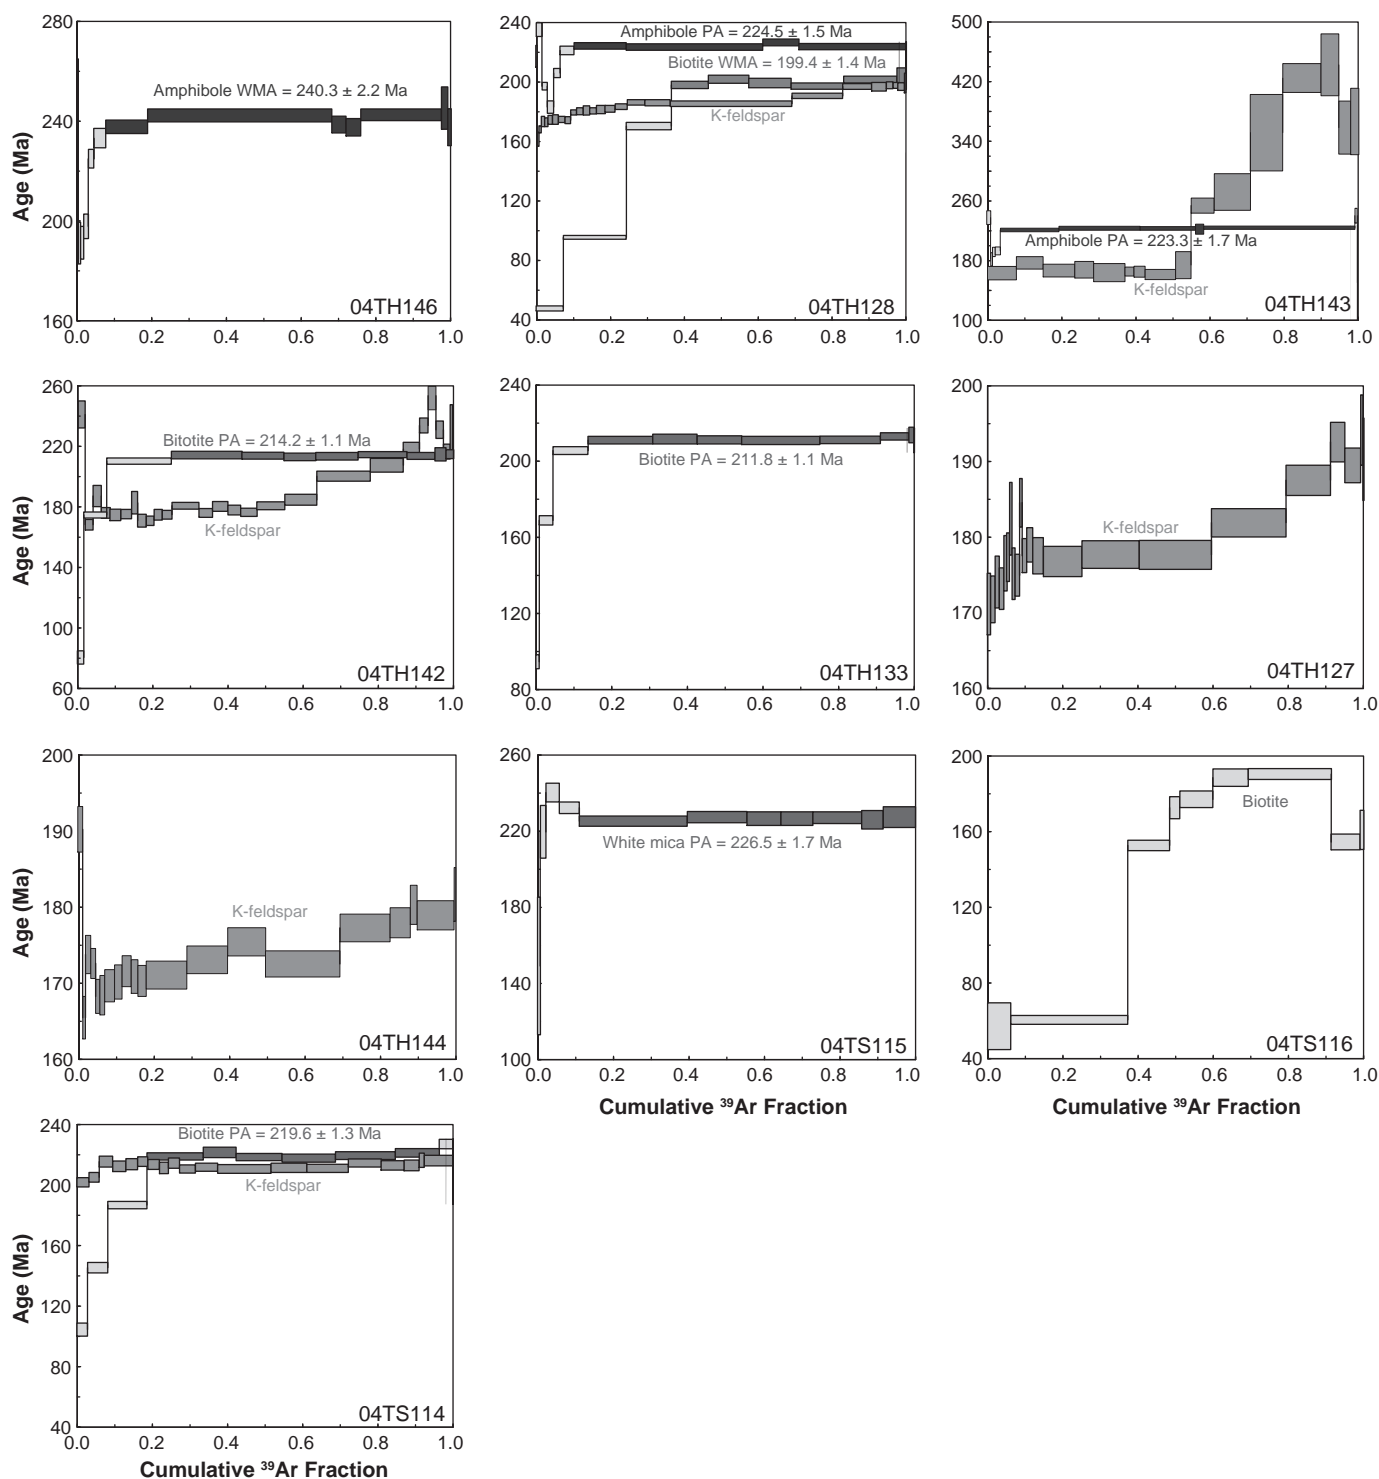 280
240
200
160
Age (Ma)
Amphibole WMA = 240.3 ± 2.2 Ma
04TH146
0.0 0.2 0.4 0.6 0.8 1.0
240
200
160
120
80
40
Amphibole PA = 224.5 ± 1.5 Ma
Biotite WMA = 199.4 ± 1.4 Ma
K-feldspar
04TH128
0.0 0.2 0.4 0.6 0.8 1.0
500
420
340
260
180
100
Amphibole PA = 223.3 ± 1.7 Ma
K-feldspar
04TH143
0.0 0.2 0.4 0.6 0.8 1.0
260
220
180
140
100
60
Age (Ma)
Bitotite PA = 214.2 ± 1.1 Ma
K-feldspar
04TH142
0.0 0.2 0.4 0.6 0.8 1.0
240
200
160
120
80
Biotite PA = 211.8 ± 1.1 Ma
04TH133
0.0 0.2 0.4 0.6 0.8 1.0
200
190
180
170
160
K-feldspar
04TH127
0.0 0.2 0.4 0.6 0.8 1.0
200
190
180
170
160
Age (Ma)
K-feldspar
04TH144
0.0 0.2 0.4 0.6 0.8 1.0
260
220
180
140
100
White mica PA = 226.5 ± 1.7 Ma
04TS115
0.0 0.2 0.4 0.6 0.8 1.0
Cumulative ³⁹Ar Fraction
200
160
120
80
40
Biotite
04TS116
0.0 0.2 0.4 0.6 0.8 1.0
Cumulative ³⁹Ar Fraction
240
200
160
120
80
40
Age (Ma)
Biotite PA = 219.6 ± 1.3 Ma
K-feldspar
04TS114
0.0 0.2 0.4 0.6 0.8 1.0
Cumulative ³⁹Ar Fraction